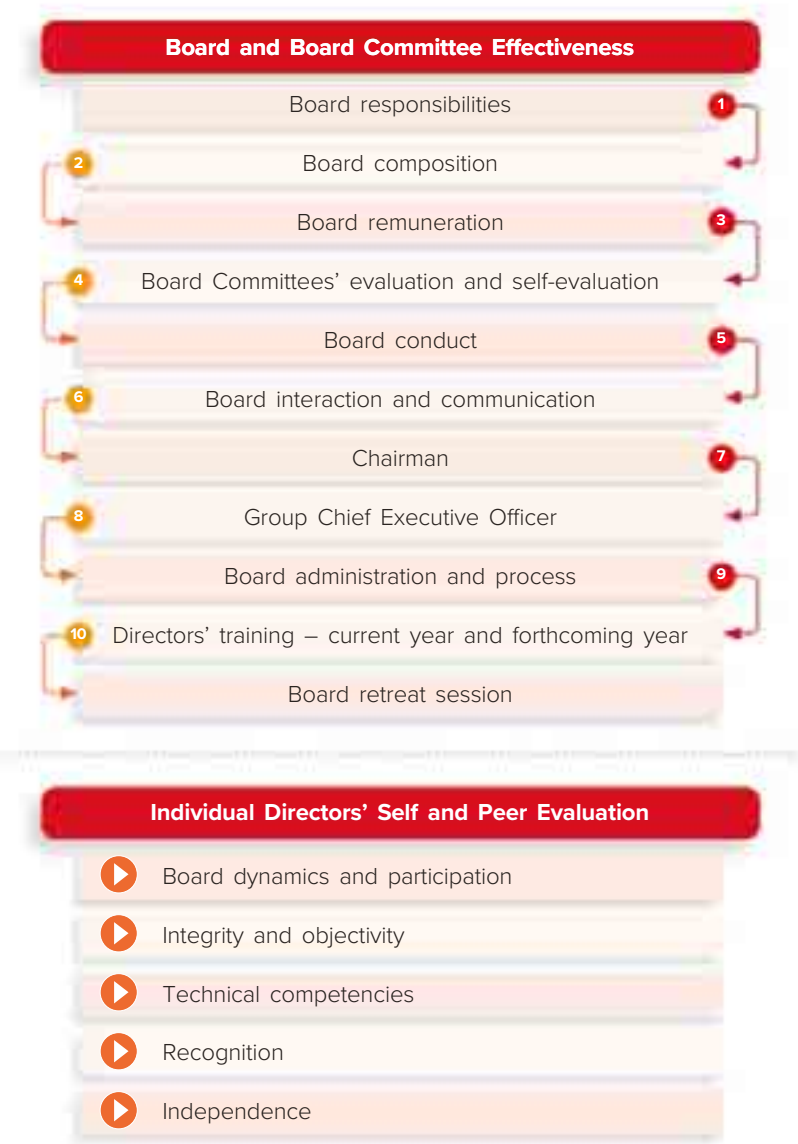 Board and Board Committee Effectiveness
Board responsibilities 1
2 Board composition
Board remuneration 3
4 Board Committees' evaluation and self-evaluation
Board conduct 5
6 Board interaction and communication
Chairman 7
8 Group Chief Executive Officer
Board administration and process 9
10 Directors' training – current year and forthcoming year
Board retreat session
Individual Directors' Self and Peer Evaluation
Board dynamics and participation
Integrity and objectivity
Technical competencies
Recognition
Independence